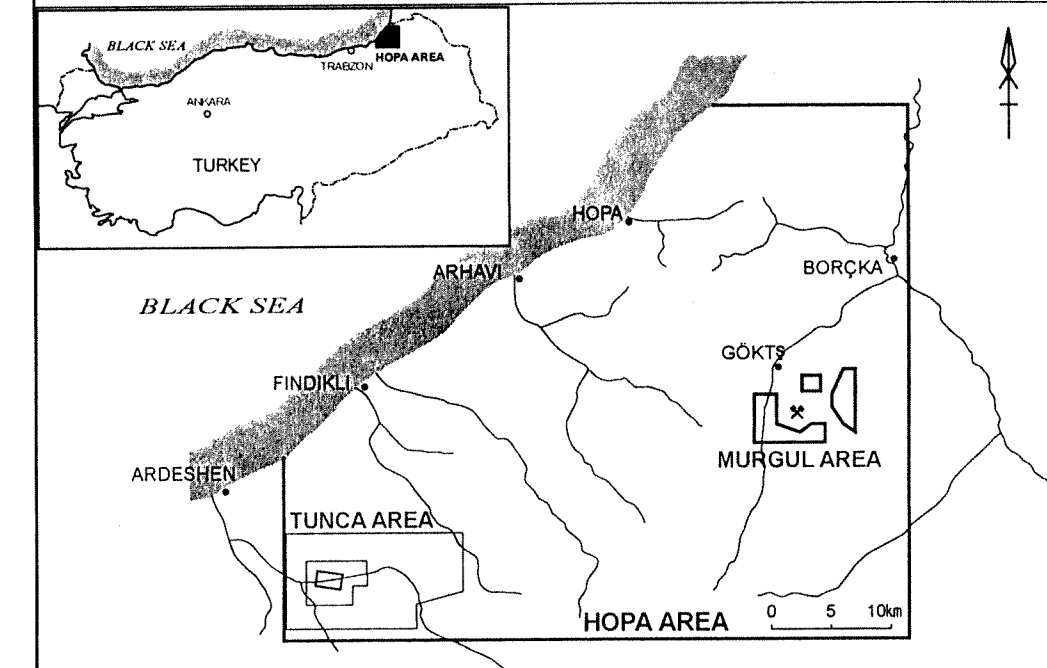 BLACK SEA
TRABZON
HOPA AREA
ANKARA
TURKEY
HOPA
ARHAVI
BORÇKA
BLACK SEA
GÖKTŞ
FINDIKLI
MURGUL AREA
ARDESHEN
TUNCA AREA
0 5 10km
HOPA AREA